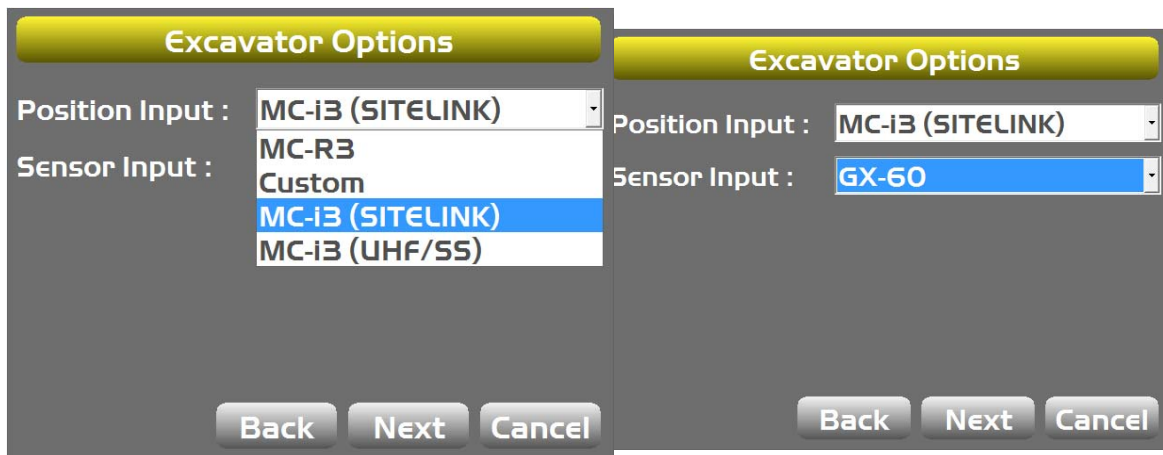 Excavator Options
Position Input : MC-i3 (SITELINK)
MC-R3
Sensor Input :
Custom
MC-i3 (SITELINK)
MC-i3 (UHF/SS)
Back Next Cancel
Excavator Options
Position Input : MC-i3 (SITELINK)
Sensor Input : GX-60
Back Next Cancel